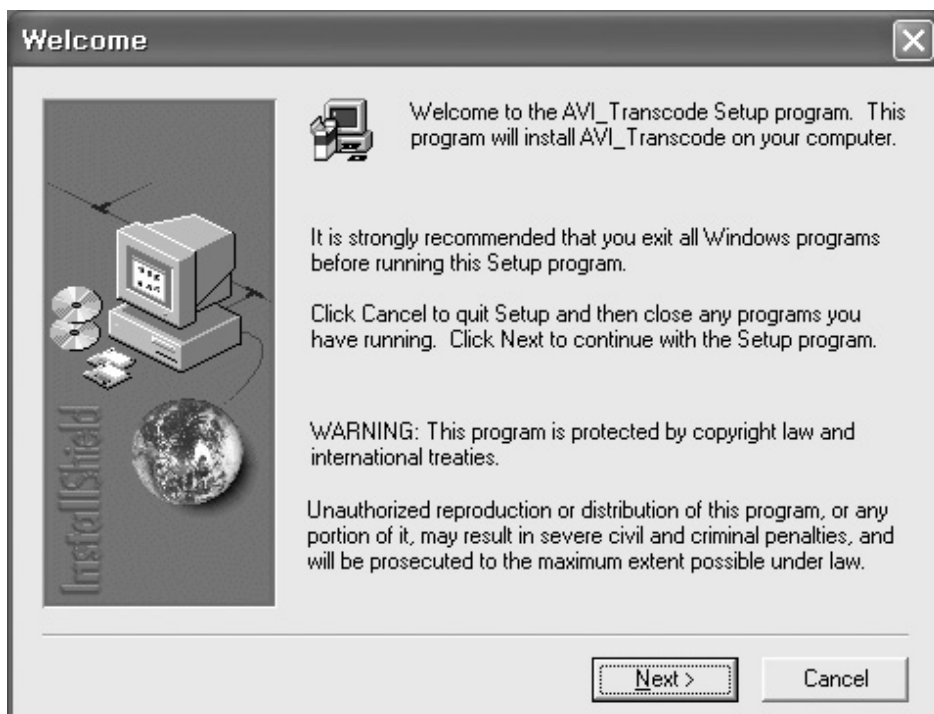 Welcome
Welcome to the AVI_Transcode Setup program. This
program will install AVI_Transcode on your computer.
It is strongly recommended that you exit all Windows programs
before running this Setup program.
Click Cancel to quit Setup and then close any programs you
have running. Click Next to continue with the Setup program.
WARNING: This program is protected by copyright law and
international treaties.
Unauthorized reproduction or distribution of this program, or any
portion of it, may result in severe civil and criminal penalties, and
will be prosecuted to the maximum extent possible under law.
InstallShield
Next >
Cancel